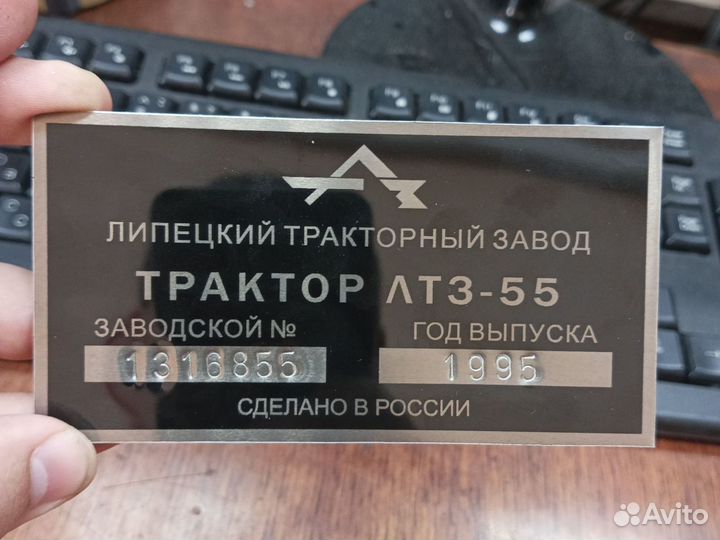 ЛИПЕЦКИЙ ТРАКТОРНЫЙ ЗАВОД
ТРАКТОР ЛТЗ-55
ЗАВОДСКОЙ № ГОД ВЫПУСКА
1316855 1995
СДЕЛАНО В РОССИИ
Avito